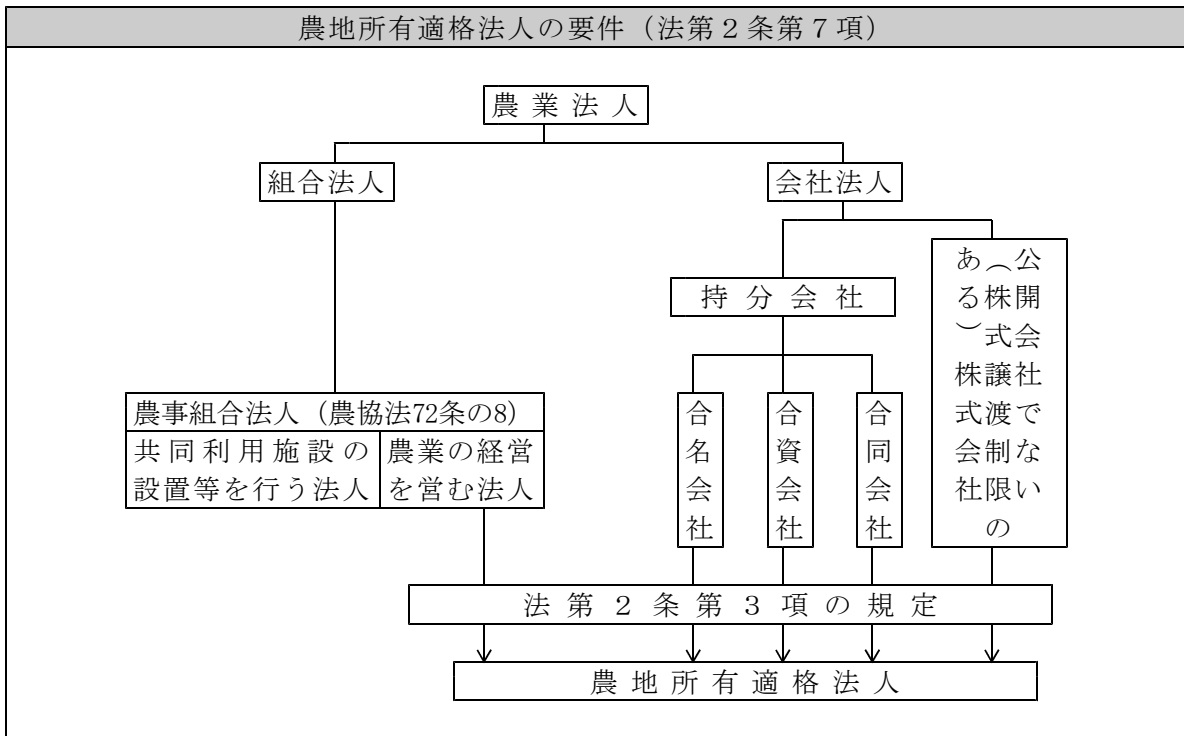 農地所有適格法人の要件（法第２条第７項）
農業法人
組合法人
会社法人
持分会社
公開会社でない
（株式譲渡制限の
ある）株式会社
農事組合法人（農協法72条の8）
共同利用施設の
設置等を行う法人
農業の経営
を営む法人
合名会社
合資会社
合同会社
法第２条第３項の規定
農地所有適格法人